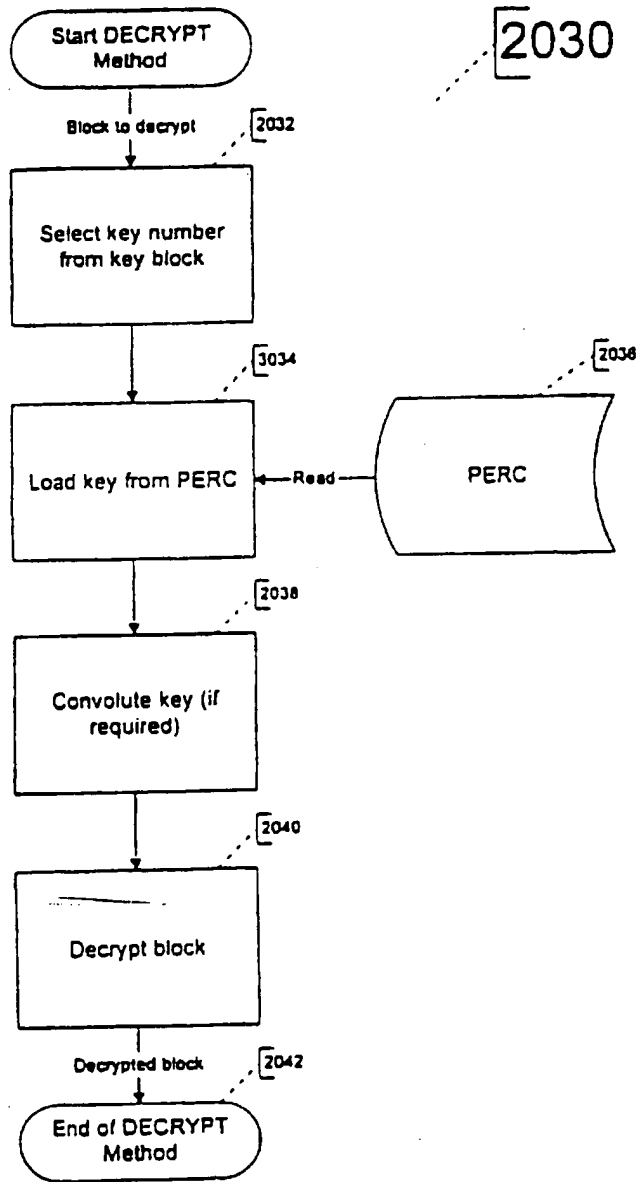 Start DECRYPT
Method
2030
Block to decrypt
2032
Select key number
from key block
3034
2036
Load key from PERC
Read
PERC
2038
Convolute key (if
required)
2040
Decrypt block
Decrypted block
2042
End of DECRYPT
Method